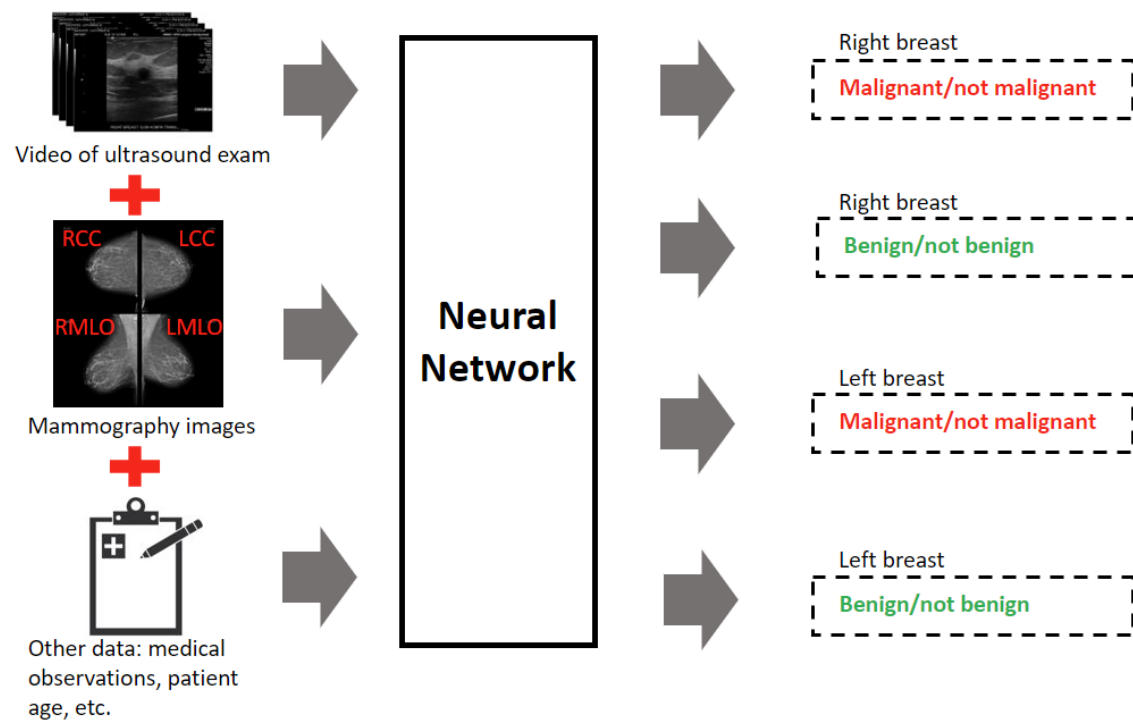 Video of ultrasound exam
RCC LCC
RMLO LMLO
Mammography images
Other data: medical
observations, patient
age, etc.
Neural
Network
Right breast
Malignant/not malignant
Right breast
Benign/not benign
Left breast
Malignant/not malignant
Left breast
Benign/not benign